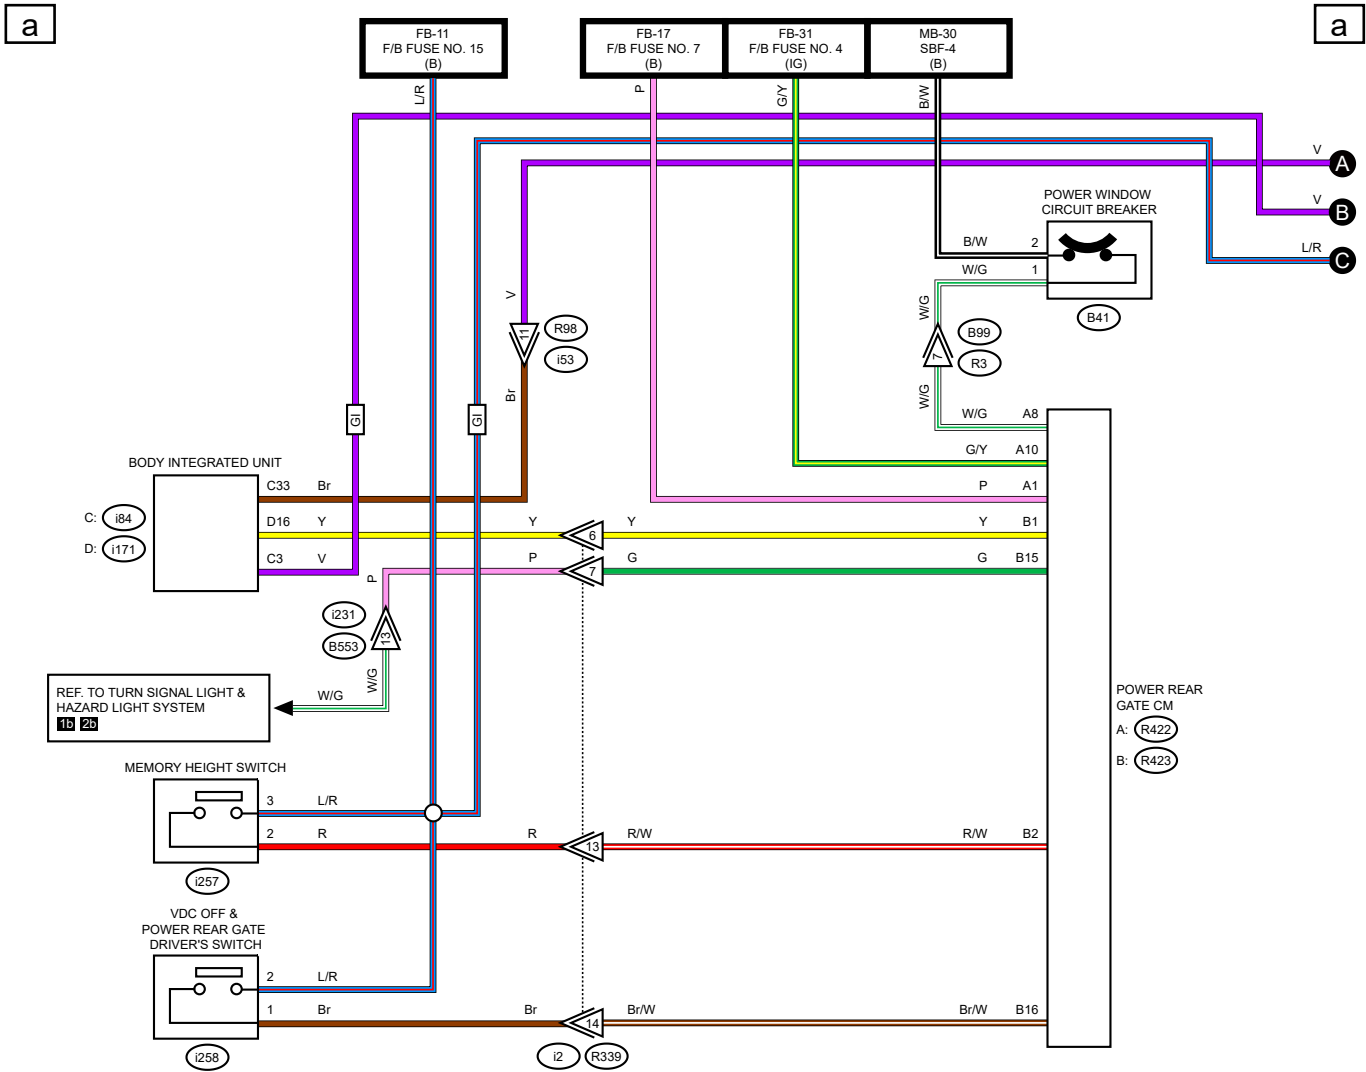 a
a
FB-11
F/B FUSE NO. 15
(B)
FB-17
F/B FUSE NO. 7
(B)
FB-31
F/B FUSE NO. 4
(IG)
MB-30
SBF-4
(B)
L/R
P
G/Y
B/W
V
A
V
B
L/R
C
POWER WINDOW
CIRCUIT BREAKER
B/W 2
W/G 1
B41
W/G
B99
7
R3
W/G
V
11
R98
i53
Br
GI
GI
W/G A8
G/Y A10
P A1
BODY INTEGRATED UNIT
C: i84
D: i171
C33 Br
D16 Y Y 6 Y Y B1
C3 V P 7 G G B15
P
i231
B553
13
W/G
W/G
REF. TO TURN SIGNAL LIGHT &
HAZARD LIGHT SYSTEM
1b 2b
POWER REAR
GATE CM
A: R422
B: R423
MEMORY HEIGHT SWITCH
3 L/R
2 R R 13 R/W R/W B2
i257
VDC OFF &
POWER REAR GATE
DRIVER'S SWITCH
2 L/R
1 Br Br 14 Br/W Br/W B16
i258
i2 R339